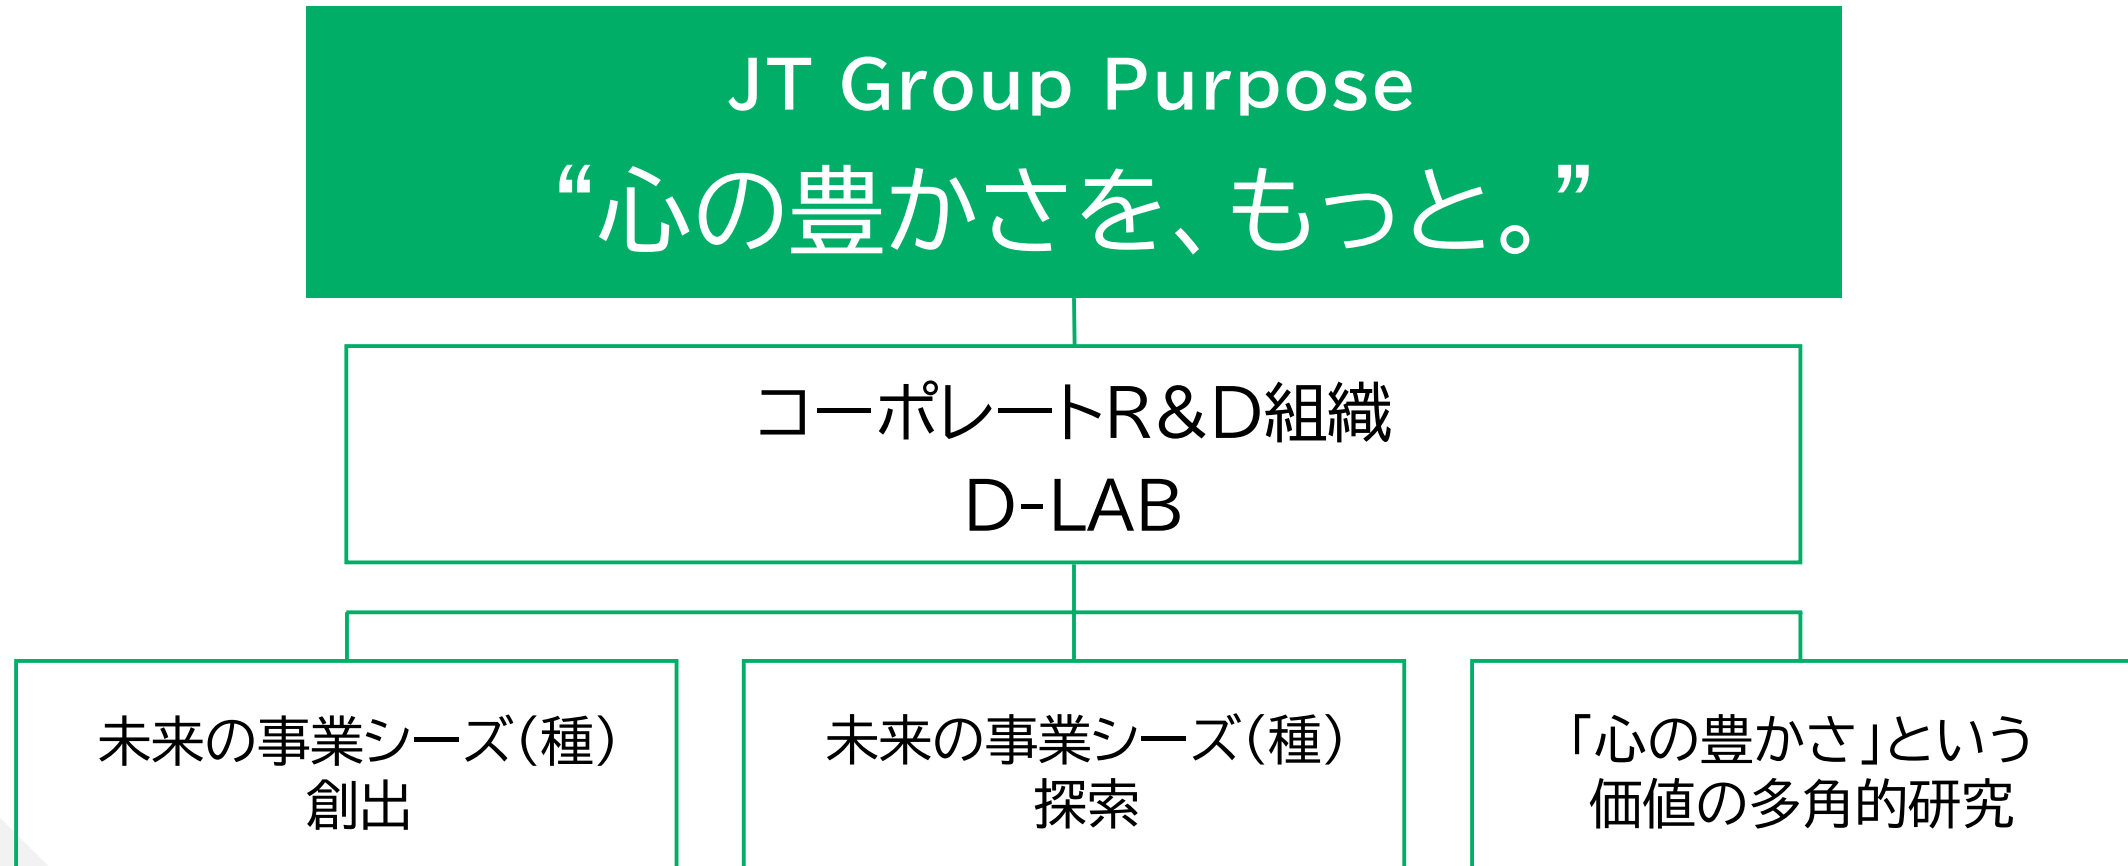 JT Group Purpose
“心の豊かさを、もっと。”
コーポレートR&D組織
D-LAB
未来の事業シーズ（種）
創出
未来の事業シーズ（種）
探索
「心の豊かさ」という
価値の多角的研究